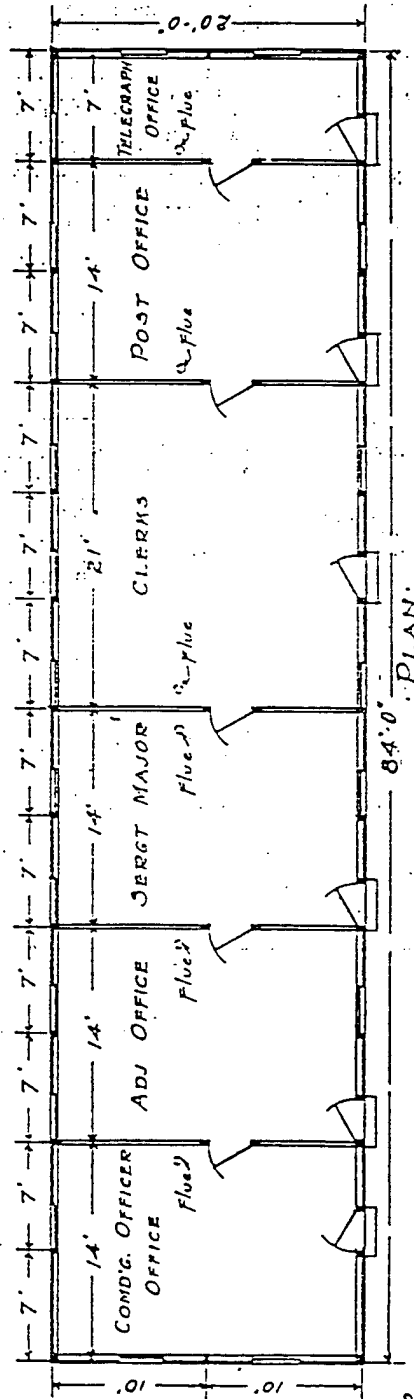 7' 7' 7' 7' 7' 7' 7' 7' 7' 7' 7' 7'
14' 14' 14' 21' 14' 7'
COMD'G. OFFICER
OFFICE
Flue
ADJ OFFICE
Flue
SERGT MAJOR
Flue
CLERKS
Flue
POST OFFICE
Flue
TELEGRAPH
OFFICE
Flue
10' 10'
20'-0"
84'-0"
PLAN.